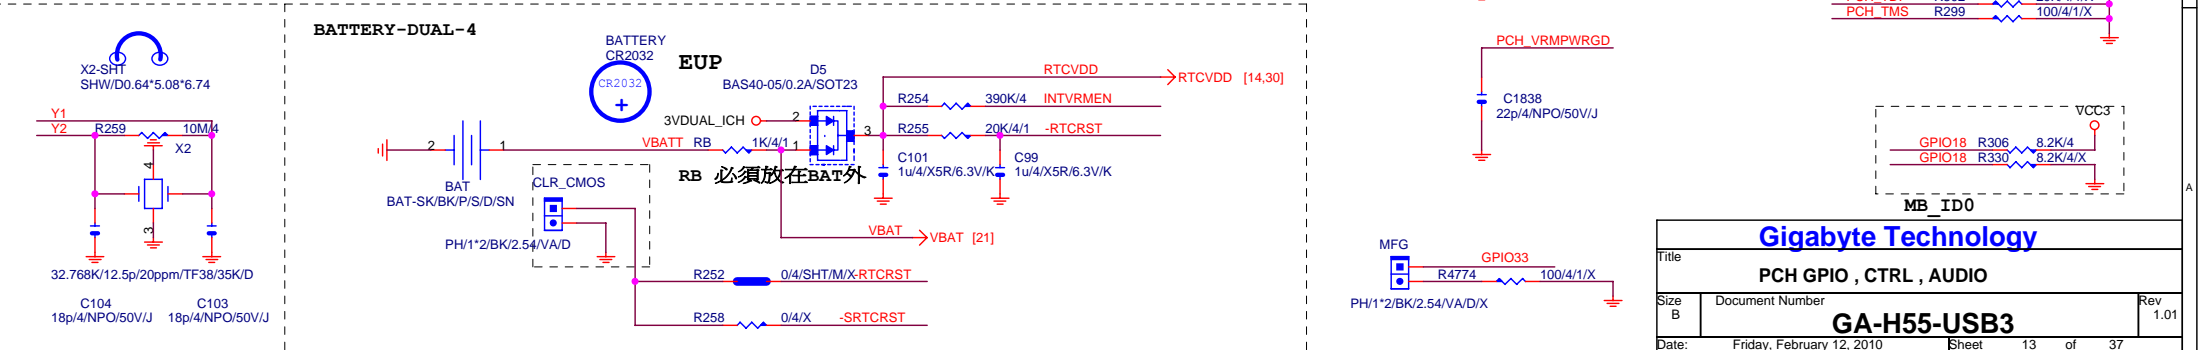 BATTERY-DUAL-4
X2-SHT
SHW/D0.64*5.08*6.74
Y1
Y2
R259
10M/4
X2
4
3
32.768K/12.5p/20ppm/TF38/35K/D
C104
18p/4/NPO/50V/J
C103
18p/4/NPO/50V/J
BATTERY
CR2032
CR2032
+
EUP
D5
BAS40-05/0.2A/SOT23
3VDUAL_ICH
2
1
3
2
1
VBATT
RB
1K/4/1
BAT
BAT-SK/BK/P/S/D/SN
RB 必須放在BAT外
CLR_CMOS
PH/1*2/BK/2.54/VA/D
RTCVDD
RTCVDD [14,30]
R254
390K/4
INTVRMEN
R255
20K/4/1
-RTCRST
C101
1u/4/X5R/6.3V/K
C99
1u/4/X5R/6.3V/K
VBAT
VBAT [21]
R252
0/4/SHT/M/X
-RTCRST
R258
0/4/X
-SRTCRST
PCH_VRMPWRGD
C1838
22p/4/NPO/50V/J
MFG
GPIO33
R4774
100/4/1/X
PH/1*2/BK/2.54/VA/D/X
PCH_TMS
R299
100/4/1/X
VCC3
GPIO18
R306
8.2K/4
GPIO18
R330
8.2K/4/X
MB_ID0
A
Gigabyte Technology
Title
PCH GPIO , CTRL , AUDIO
Size
B
Document Number
GA-H55-USB3
Rev
1.01
Date:
Friday, February 12, 2010
Sheet
13
of
37